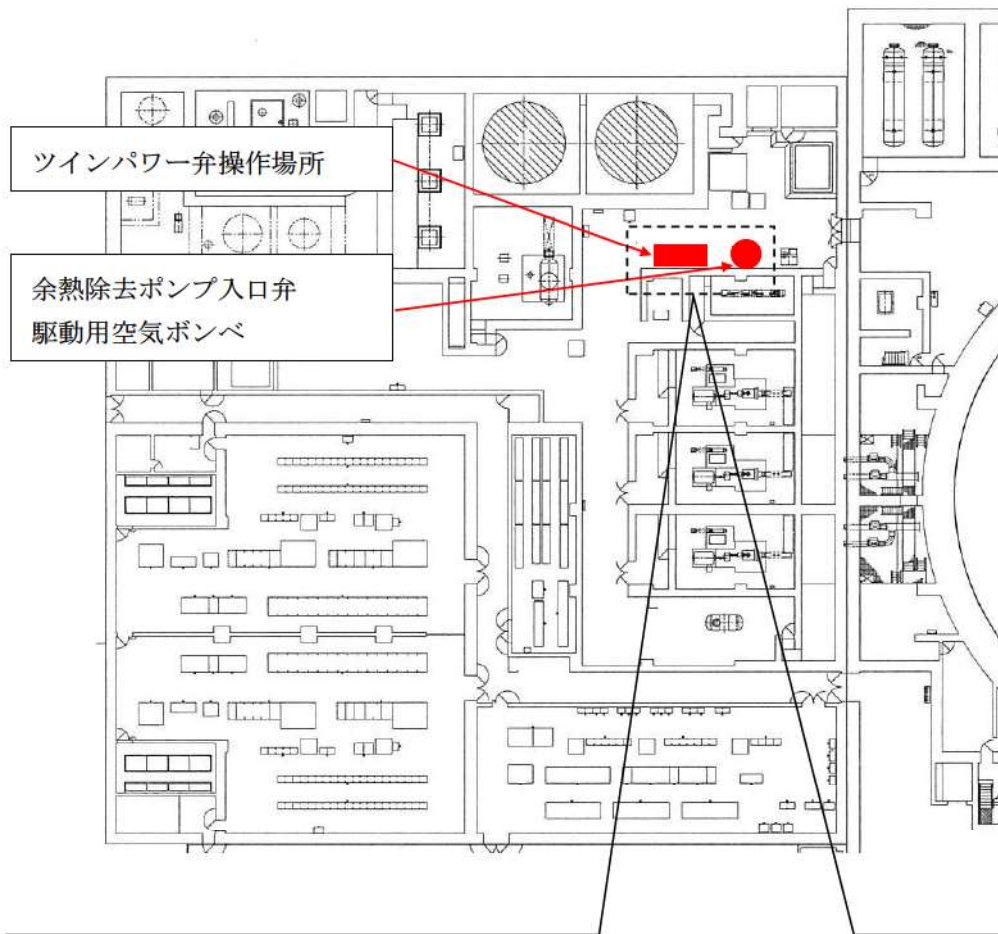 ツインパワー弁操作場所
余熱除去ポンプ入口弁
駆動用空気ボンベ